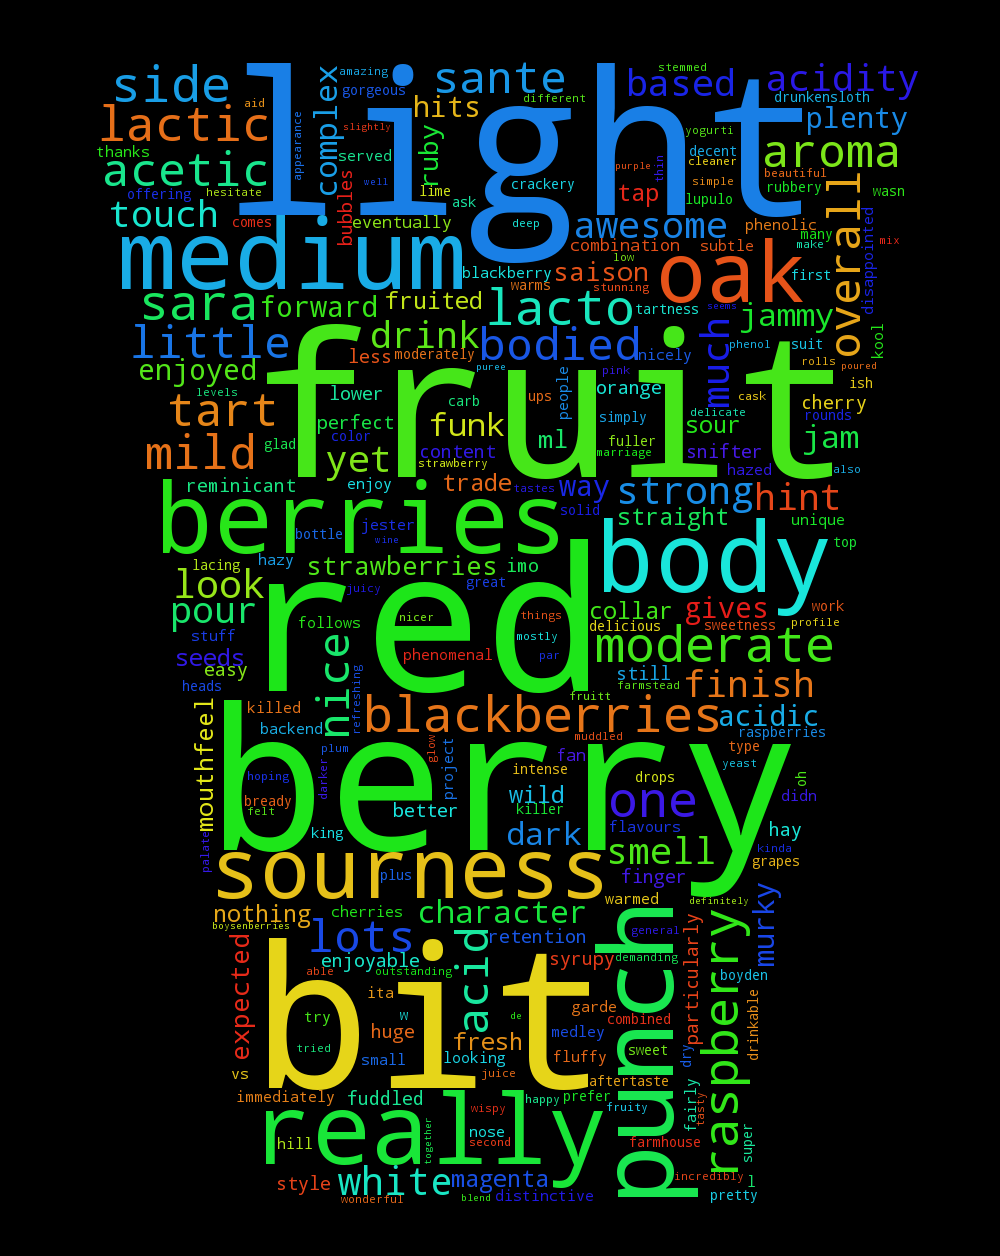 light
fruit
red
berry
bit
medium
oak
berries
body
sourness
really
punch
raspberry
side
lactic
acetic
touch
complex
sante
hits
based
acidity
plenty
aroma
awesome
overall
sara
forward
fruited
lacto
saison
jammy
little
drink
bodied
much
enjoyed
tart
mild
yet
funk
ml
sour
jam
strong
hint
way
trade
straight
look
pour
strawberries
imo
collar
gives
moderate
nice
seeds
finish
blackberries
acidic
mouthfeel
one
dark
wild
smell
nothing
character
lots
acid
murky
expected
enjoyable
syrupy
huge
fresh
fuddled
white
magenta
style
amazing
gorgeous
aid
slightly
appearance
served
ruby
bubbles
thanks
offering
hesitate
comes
well
eventually
lime
ask
different
stemmed
drunkensloth
yogurti
decent
cleaner
simple
beautiful
rubbery
wasn
purple
thin
tap
lupulo
crackery
deep
phenolic
combination
subtle
many
make
mix
disappointed
low
blackberry
warms
stunning
first
tartness
seems
kool
less
moderately
nicely
phenol
suit
rolls
poured
puree
pink
levels
lower
carb
ups
people
orange
delicate
cask
ish
cherry
rounds
perfect
color
glad
content
strawberry
simply
fuller
marriage
snifter
hazed
also
reminicant
enjoy
tastes
solid
unique
top
jester
wine
bottle
lacing
hazy
juicy
great
nicer
things
delicious
sweetness
profile
work
stuff
follows
mostly
par
phenomenal
easy
heads
refreshing
still
farmstead
fruitt
killed
backend
muddled
raspberries
type
yeast
plum
darker
hoping
glow
project
fan
intense
drops
oh
bready
felt
better
killer
didn
king
flavours
hay
kinda
grapes
palate
plus
finger
warmed
definitely
cherries
boysenberries
retention
general
demanding
particularly
boyden
able
outstanding
ita
w
de
garde
combined
drinkable
try
medley
tried
small
looking
fluffy
sweet
dry
vs
juice
aftertaste
immediately
happy
prefer
fruity
fairly
tasty
wispy
nose
second
hill
together
farmhouse
super
incredibly
l
pretty
wonderful
blend
distinctive